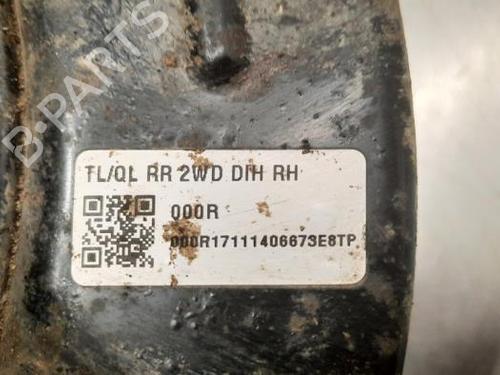 B-PARTS
TL/QL RR 2WD DIH RH
000R
000R17111406673E8TP